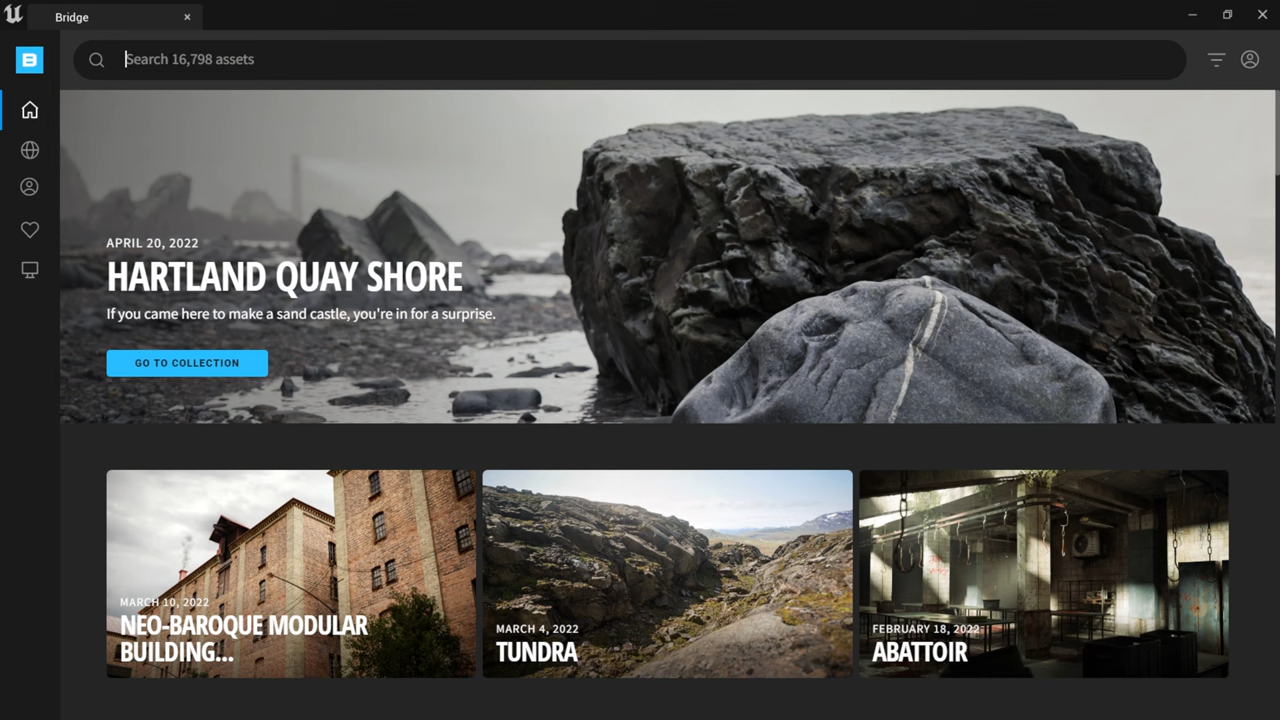 Bridge
Search 16,798 assets
APRIL 20, 2022
HARTLAND QUAY SHORE
If you came here to make a sand castle, you're in for a surprise.
GO TO COLLECTION
MARCH 10, 2022
NEO-BAROQUE MODULAR
BUILDING...
MARCH 4, 2022
TUNDRA
FEBRUARY 18, 2022
ABATTOIR